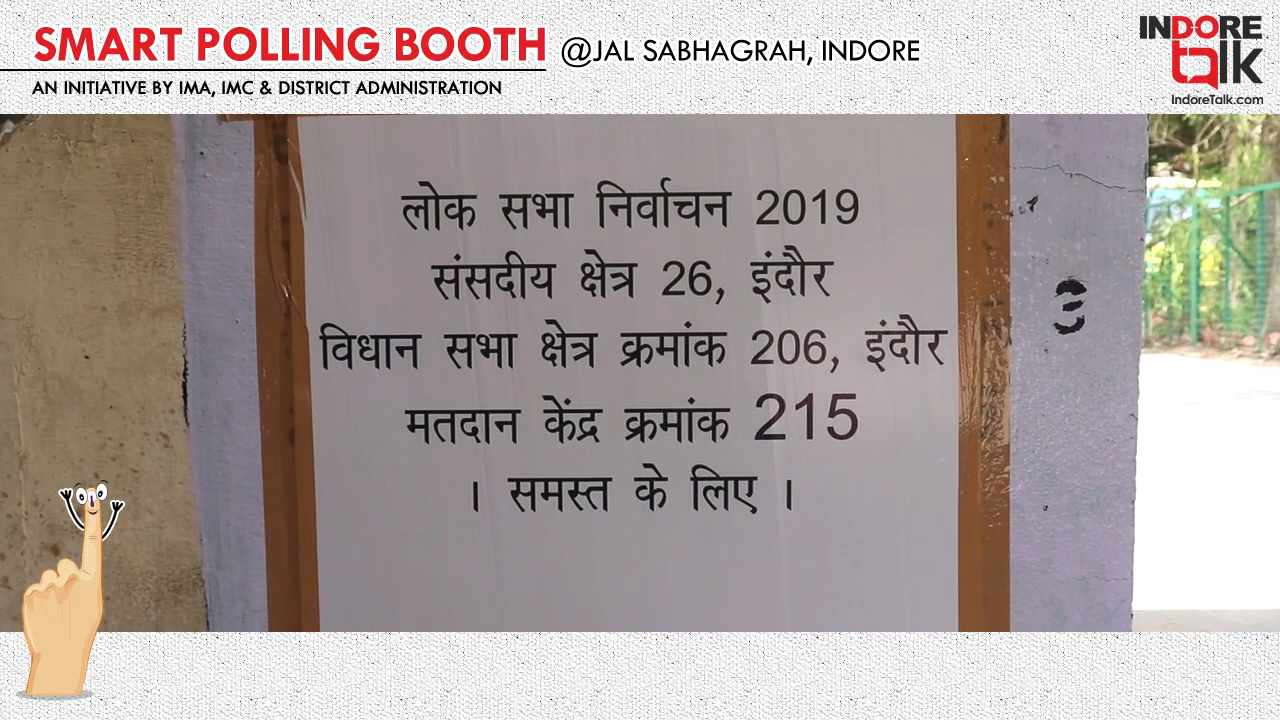 SMART POLLING BOOTH @JAL SABHAGRAH, INDORE
AN INITIATIVE BY IMA, IMC & DISTRICT ADMINISTRATION
INDORE
talk
IndoreTalk.com
लोक सभा निर्वाचन 2019
संसदीय क्षेत्र 26, इंदौर
विधान सभा क्षेत्र क्रमांक 206, इंदौर
मतदान केंद्र क्रमांक 215
। समस्त के लिए ।